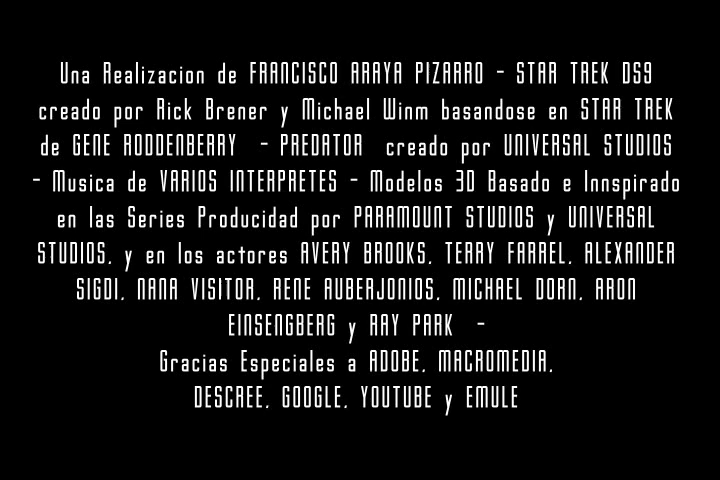 Una Realizacion de FRANCISCO ARAYA PIZARRO - STAR TREK DS9
creado por Rick Brener y Michael Winm basandose en STAR TREK
de GENE RODDENBERRY - PREDATOR creado por UNIVERSAL STUDIOS
- Musica de VARIOS INTERPRETES - Modelos 3D Basado e Innspirado
en las Series Producidad por PARAMOUNT STUDIOS y UNIVERSAL
STUDIOS, y en los actores AVERY BROOKS, TERRY FARREL, ALEXANDER
SIGDI, NANA VISITOR, RENE AUBERJONIOS, MICHAEL DORN, ARON
EINSENGBERG y RAY PARK -
Gracias Especiales a ADOBE, MACROMEDIA,
DESCREE, GOOGLE, YOUTUBE y EMULE